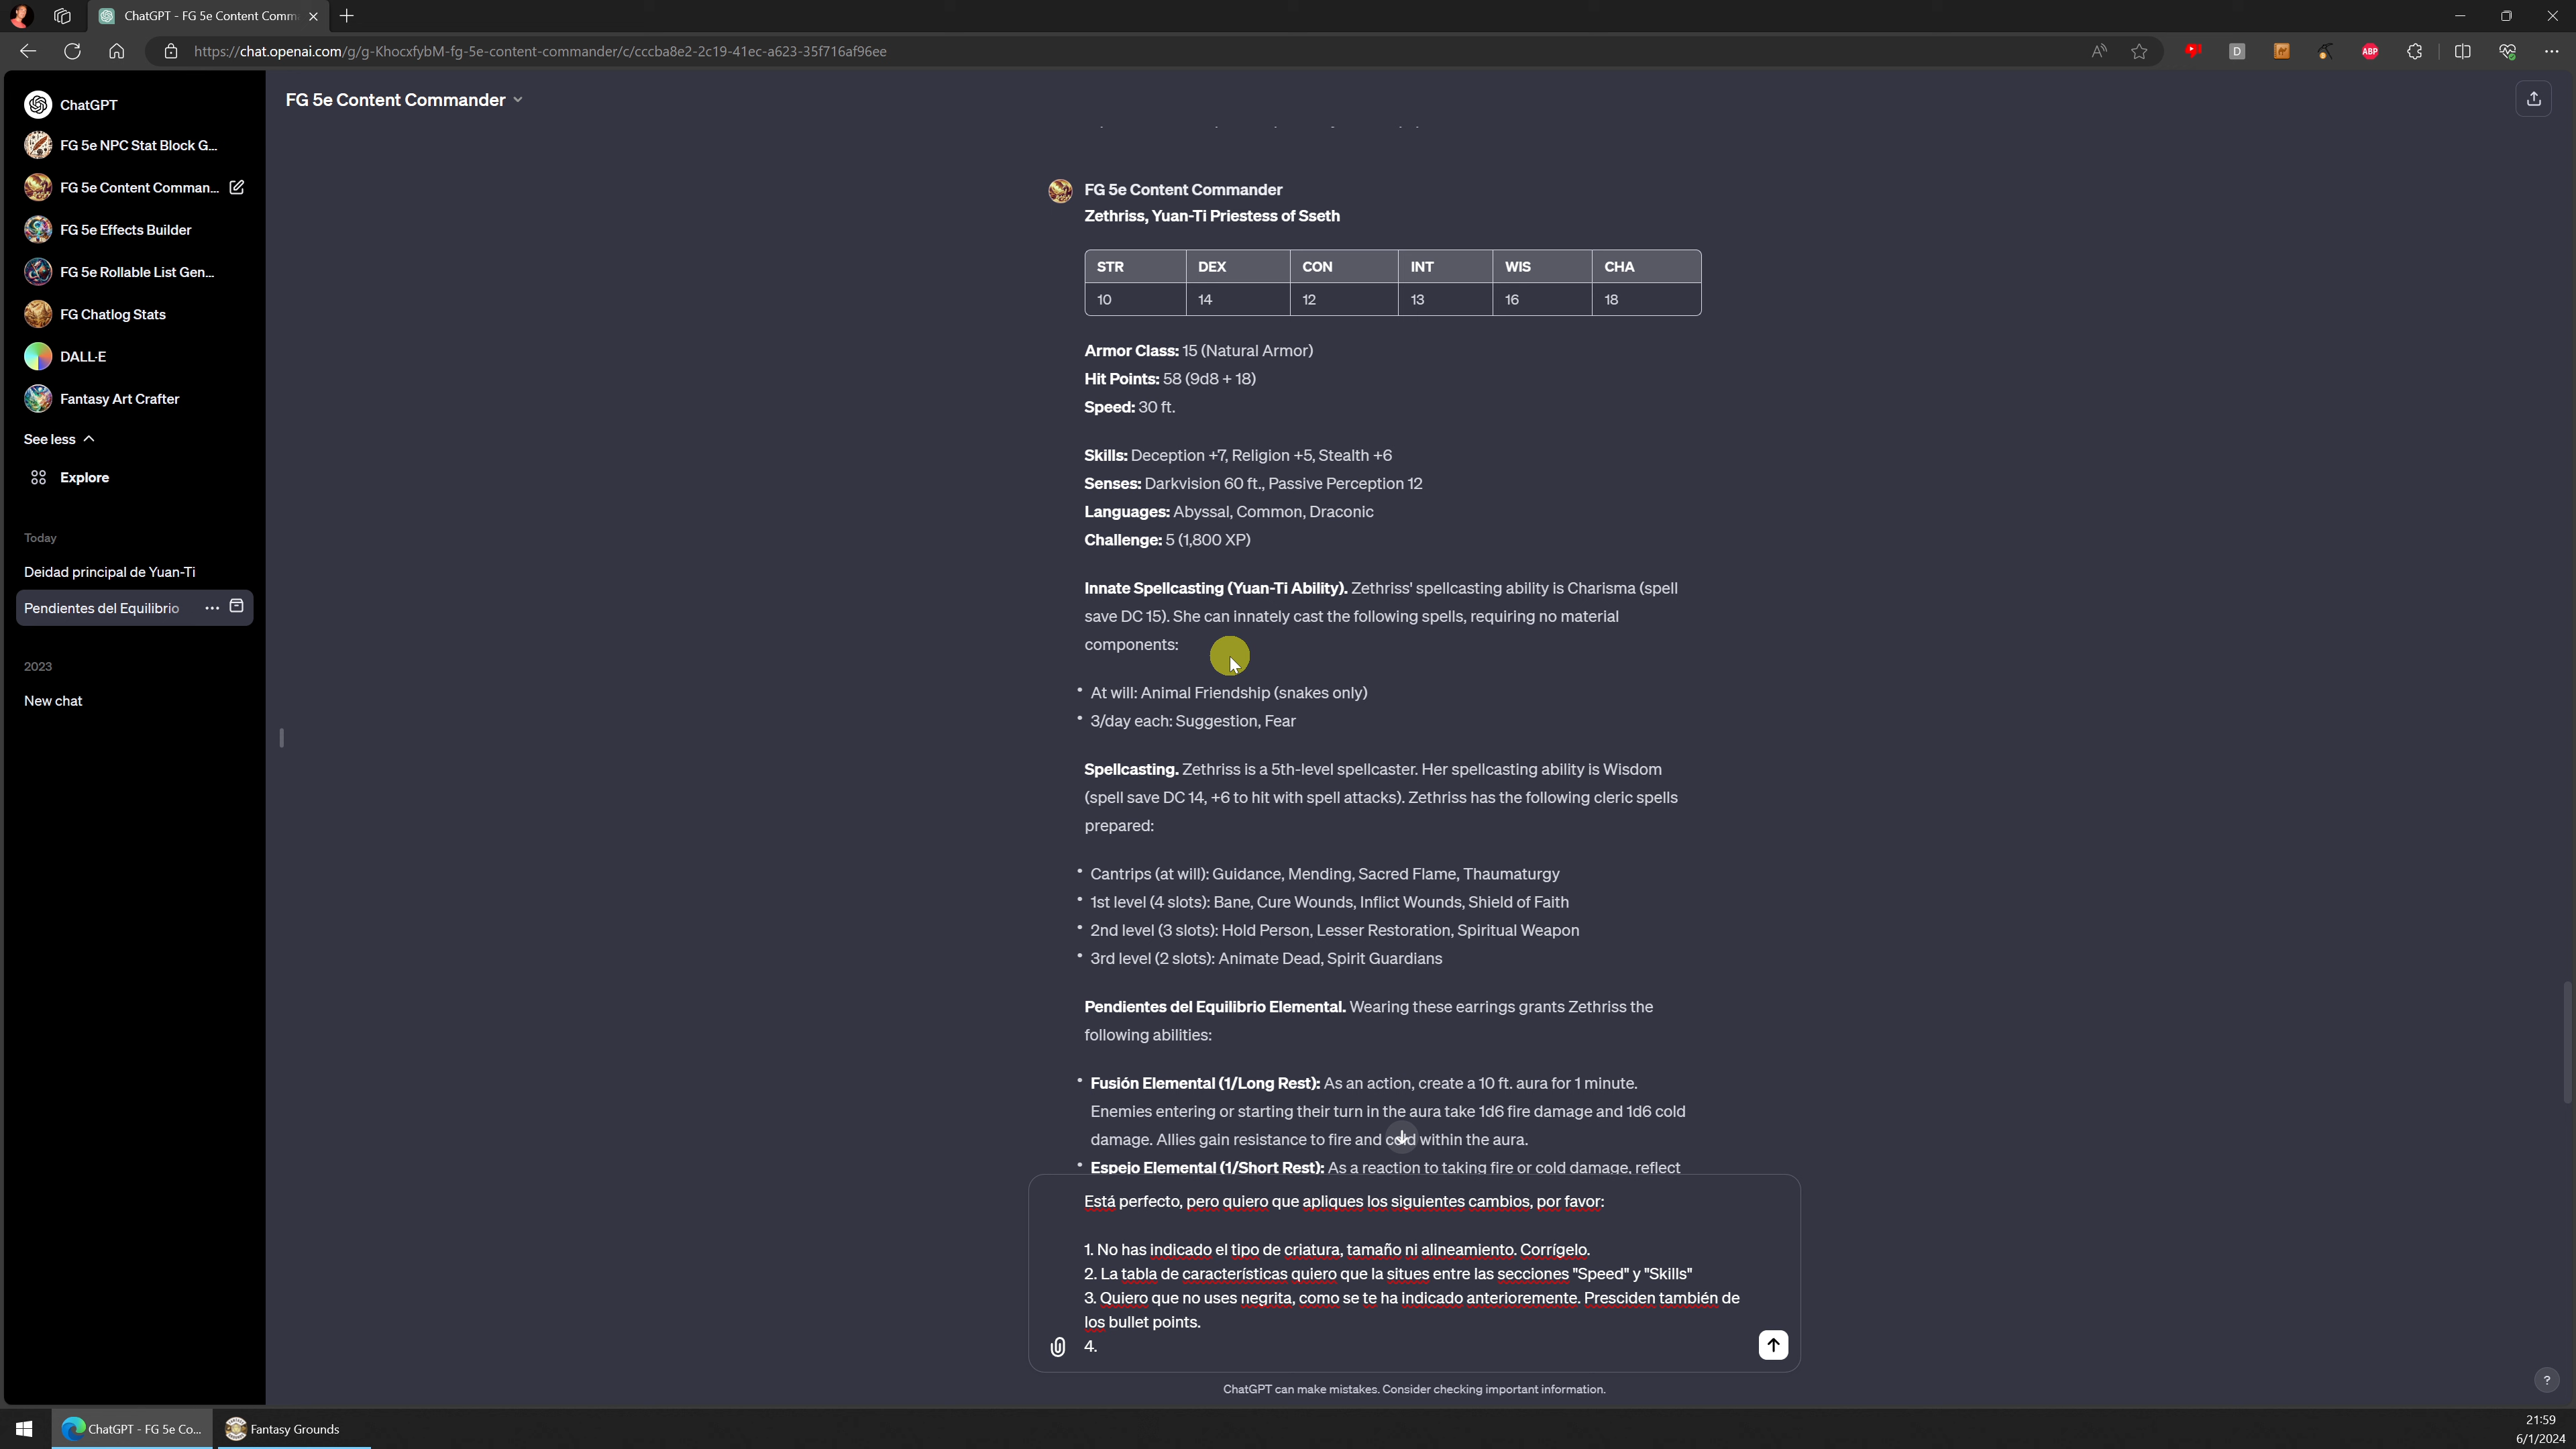 ChatGPT - FG 5e Content Comm
https://chat.openai.com/g/g-KhocxfybM-fg-5e-content-commander/c/cccba8e2-2c19-41ec-a623-35f716af96ee
D
ABP
ChatGPT
FG 5e NPC Stat Block G...
FG 5e Content Comman...
FG 5e Effects Builder
FG 5e Rollable List Gen...
FG Chatlog Stats
DALL·E
Fantasy Art Crafter
See less
Explore
Today
Deidad principal de Yuan-Ti
Pendientes del Equilibrio
2023
New chat
FG 5e Content Commander
FG 5e Content Commander
Zethriss, Yuan-Ti Priestess of Sseth
STR DEX CON INT WIS CHA
10 14 12 13 16 18
Armor Class: 15 (Natural Armor)
Hit Points: 58 (9d8 + 18)
Speed: 30 ft.
Skills: Deception +7, Religion +5, Stealth +6
Senses: Darkvision 60 ft., Passive Perception 12
Languages: Abyssal, Common, Draconic
Challenge: 5 (1,800 XP)
Innate Spellcasting (Yuan-Ti Ability). Zethriss' spellcasting ability is Charisma (spell
save DC 15). She can innately cast the following spells, requiring no material
components:
• At will: Animal Friendship (snakes only)
• 3/day each: Suggestion, Fear
Spellcasting. Zethriss is a 5th-level spellcaster. Her spellcasting ability is Wisdom
(spell save DC 14, +6 to hit with spell attacks). Zethriss has the following cleric spells
prepared:
• Cantrips (at will): Guidance, Mending, Sacred Flame, Thaumaturgy
• 1st level (4 slots): Bane, Cure Wounds, Inflict Wounds, Shield of Faith
• 2nd level (3 slots): Hold Person, Lesser Restoration, Spiritual Weapon
• 3rd level (2 slots): Animate Dead, Spirit Guardians
Pendientes del Equilibrio Elemental. Wearing these earrings grants Zethriss the
following abilities:
• Fusión Elemental (1/Long Rest): As an action, create a 10 ft. aura for 1 minute.
Enemies entering or starting their turn in the aura take 1d6 fire damage and 1d6 cold
damage. Allies gain resistance to fire and cold within the aura.
• Espejo Elemental (1/Short Rest): As a reaction to taking fire or cold damage, reflect
Está perfecto, pero quiero que apliques los siguientes cambios, por favor:
1. No has indicado el tipo de criatura, tamaño ni alineamiento. Corrígelo.
2. La tabla de características quiero que la situes entre las secciones "Speed" y "Skills"
3. Quiero que no uses negrita, como se te ha indicado anterioremente. Presciden también de
los bullet points.
4.
ChatGPT can make mistakes. Consider checking important information.
?
ChatGPT - FG 5e Co...
Fantasy Grounds
21:59
6/1/2024